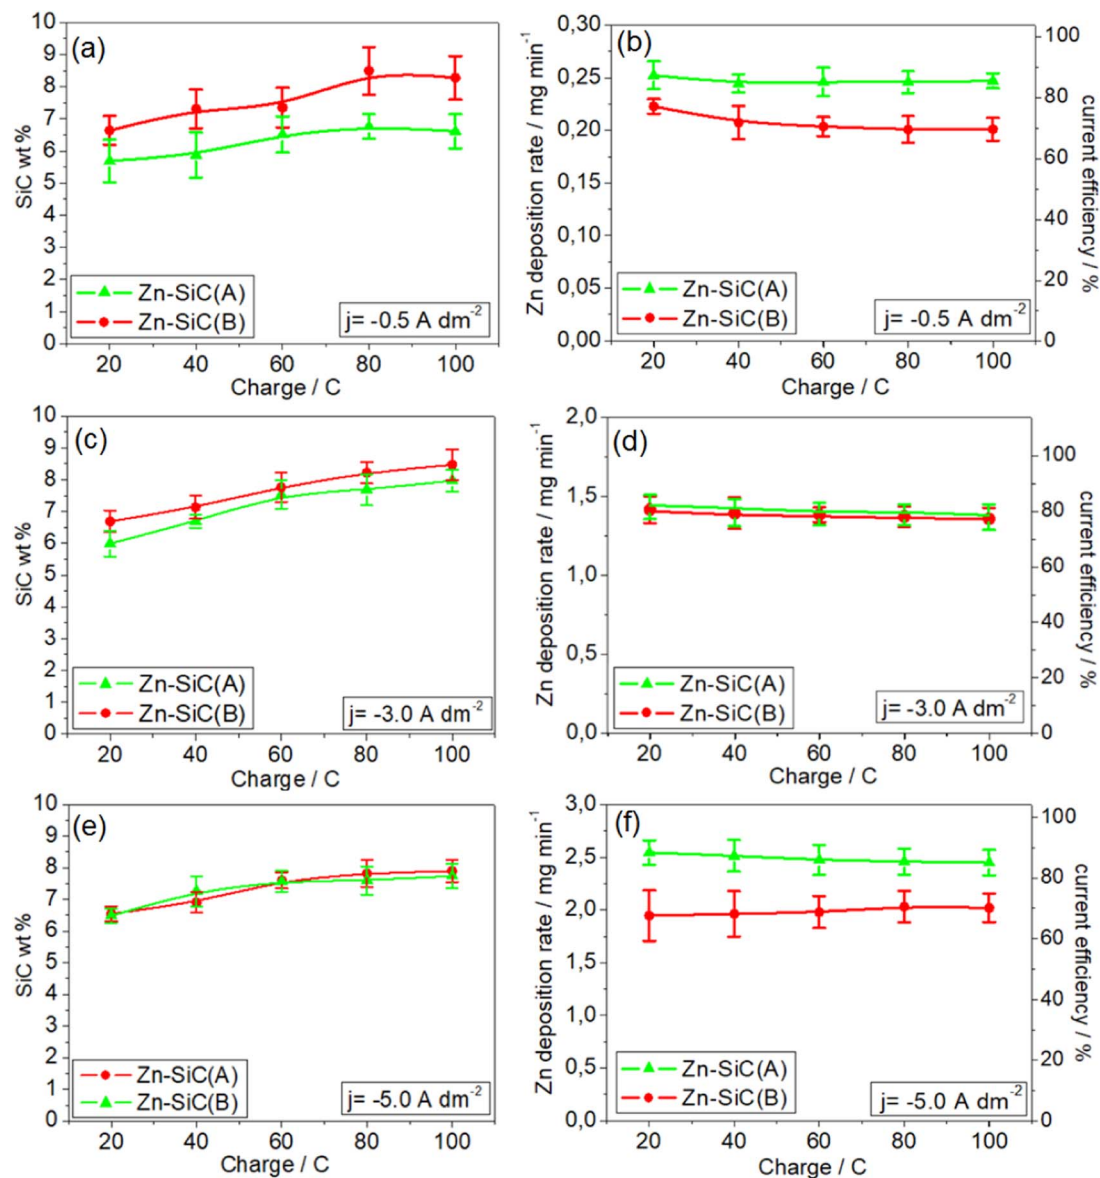 (a)
SiC wt %
10
9
8
7
6
5
4
3
2
1
0
Zn-SiC(A)
Zn-SiC(B)
j= -0.5 A dm⁻²
20 40 60 80 100
Charge / C
(b)
Zn deposition rate / mg min⁻¹
0,30
0,25
0,20
0,15
0,10
0,05
0,00
Zn-SiC(A)
Zn-SiC(B)
j= -0.5 A dm⁻²
100
80
60
40
20
0
current efficiency / %
20 40 60 80 100
Charge / C
(c)
SiC wt %
10
9
8
7
6
5
4
3
2
1
0
Zn-SiC(A)
Zn-SiC(B)
j= -3.0 A dm⁻²
20 40 60 80 100
Charge / C
(d)
Zn deposition rate / mg min⁻¹
2,0
1,5
1,0
0,5
0,0
Zn-SiC(A)
Zn-SiC(B)
j= -3.0 A dm⁻²
100
80
60
40
20
0
current efficiency / %
20 40 60 80 100
Charge / C
(e)
SiC wt %
10
9
8
7
6
5
4
3
2
1
0
Zn-SiC(A)
Zn-SiC(B)
j= -5.0 A dm⁻²
20 40 60 80 100
Charge / C
(f)
Zn deposition rate / mg min⁻¹
3,0
2,5
2,0
1,5
1,0
0,5
0,0
Zn-SiC(A)
Zn-SiC(B)
j= -5.0 A dm⁻²
100
80
60
40
20
0
current efficiency / %
20 40 60 80 100
Charge / C